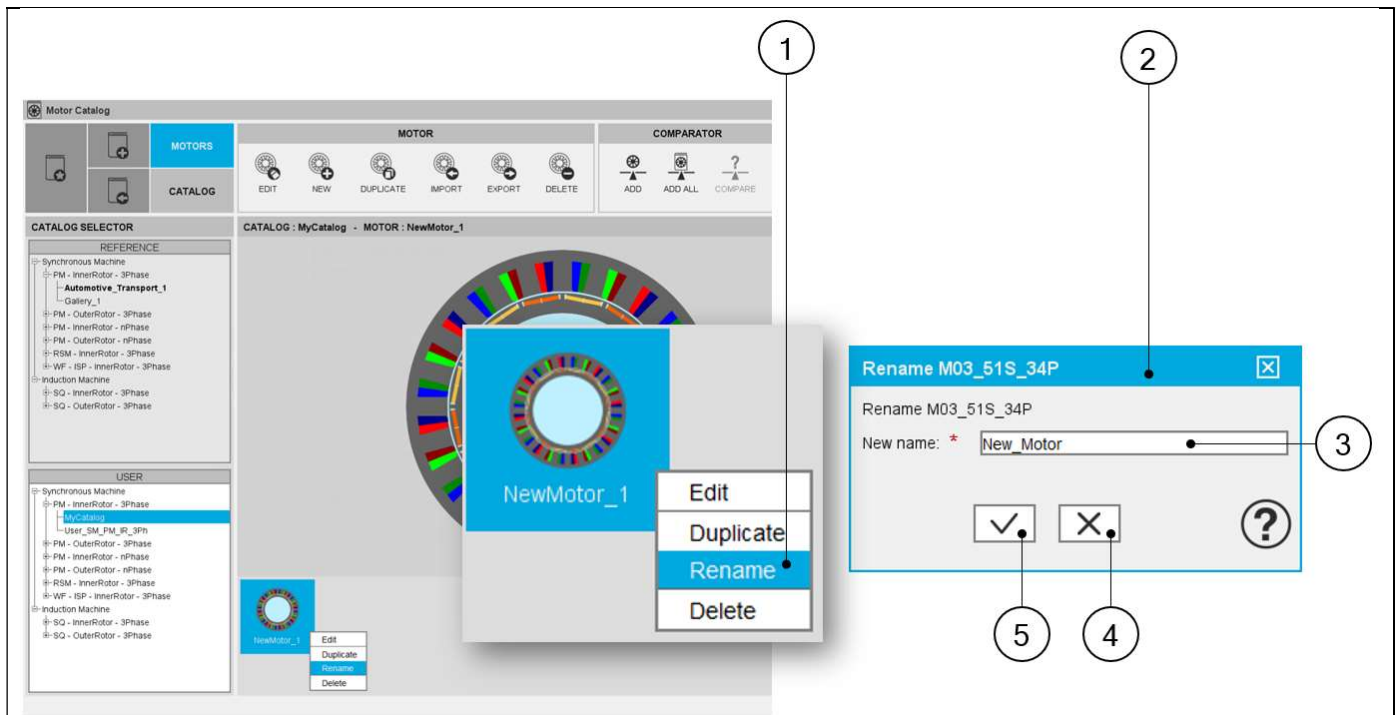 1
2
Motor Catalog
MOTORS
CATALOG
MOTOR
EDIT
NEW
DUPLICATE
IMPORT
EXPORT
DELETE
COMPARATOR
ADD
ADD ALL
?
COMPARE
CATALOG SELECTOR
REFERENCE
Synchronous Machine
PM - InnerRotor - 3Phase
Automotive_Transport_1
Gallery_1
PM - OuterRotor - 3Phase
PM - InnerRotor - nPhase
PM - OuterRotor - nPhase
RSM - InnerRotor - 3Phase
WF - ISP - InnerRotor - 3Phase
Induction Machine
SQ - InnerRotor - 3Phase
SQ - OuterRotor - 3Phase
USER
Synchronous Machine
PM - InnerRotor - 3Phase
MyCatalog
User_SM_PM_IR_3Ph
PM - OuterRotor - 3Phase
PM - InnerRotor - nPhase
PM - OuterRotor - nPhase
RSM - InnerRotor - 3Phase
WF - ISP - InnerRotor - 3Phase
Induction Machine
SQ - InnerRotor - 3Phase
SQ - OuterRotor - 3Phase
CATALOG : MyCatalog - MOTOR : NewMotor_1
NewMotor_1
Edit
Duplicate
Rename
Delete
NewMotor_1
Edit
Duplicate
Rename
Delete
Rename M03_51S_34P
Rename M03_51S_34P
New name: * New_Motor
?
3
5
4